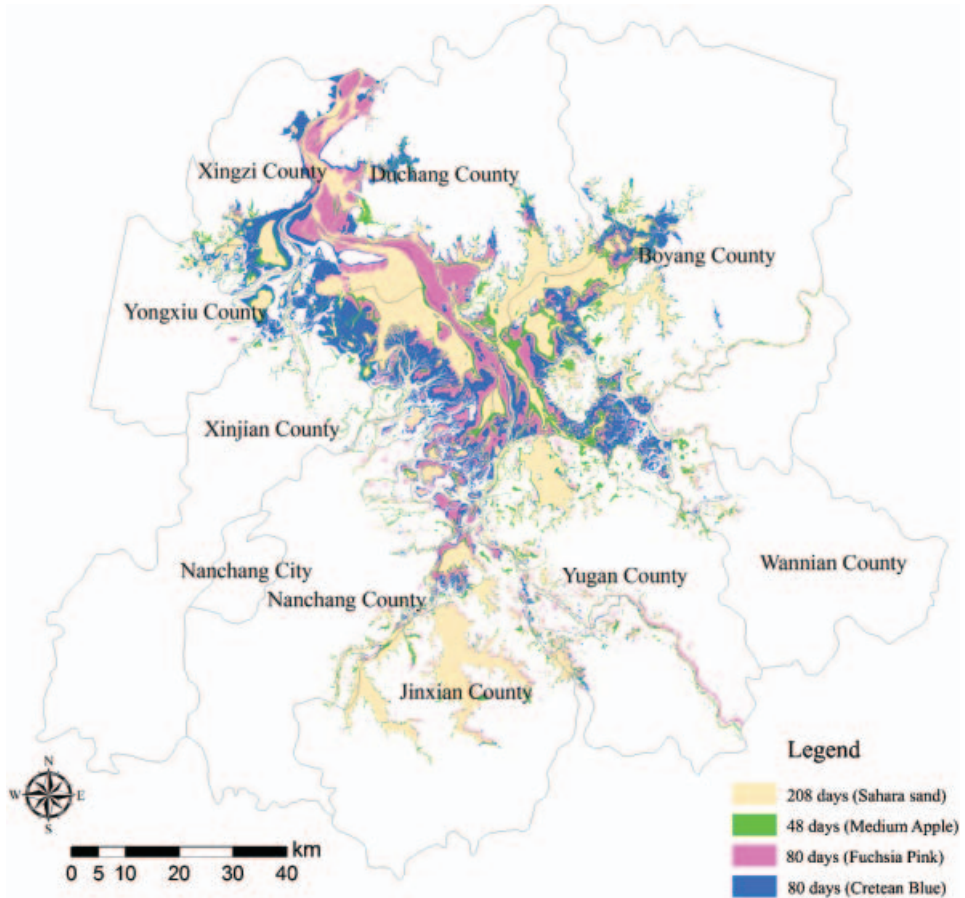 Xingzi County
Duchang County
Boyang County
Yongxiu County
Xinjian County
Nanchang City
Nanchang County
Yugan County
Wannian County
Jinxian County
Legend
208 days (Sahara sand)
48 days (Medium Apple)
80 days (Fuchsia Pink)
80 days (Cretean Blue)
N
W E
S
km
0 5 10 20 30 40